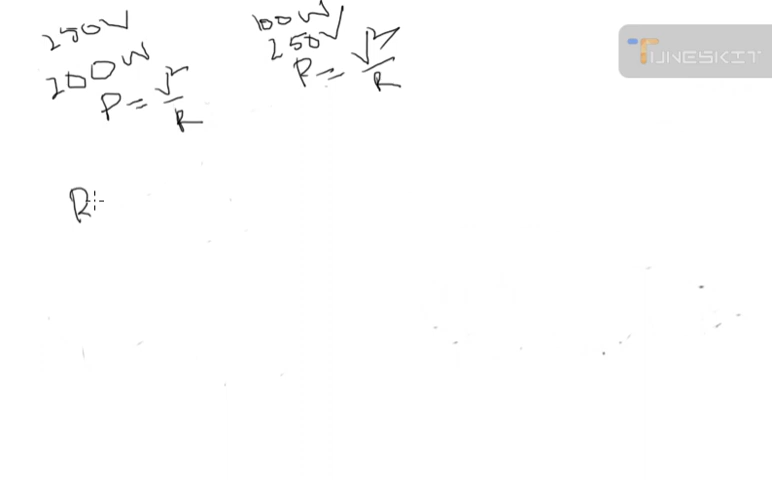 250V
200W
P = V²/R
100W
250V
P = V²/R
R
TUNESKIT